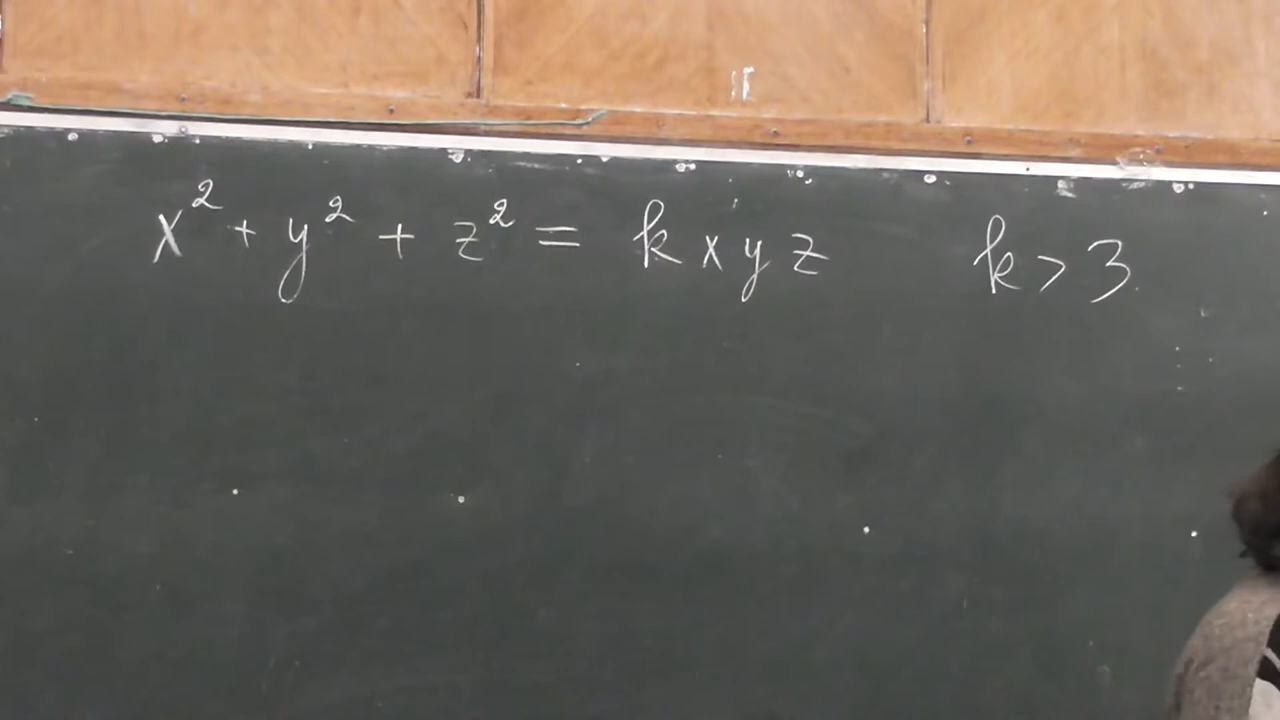 x² + y² + z² = kxyz k > 3